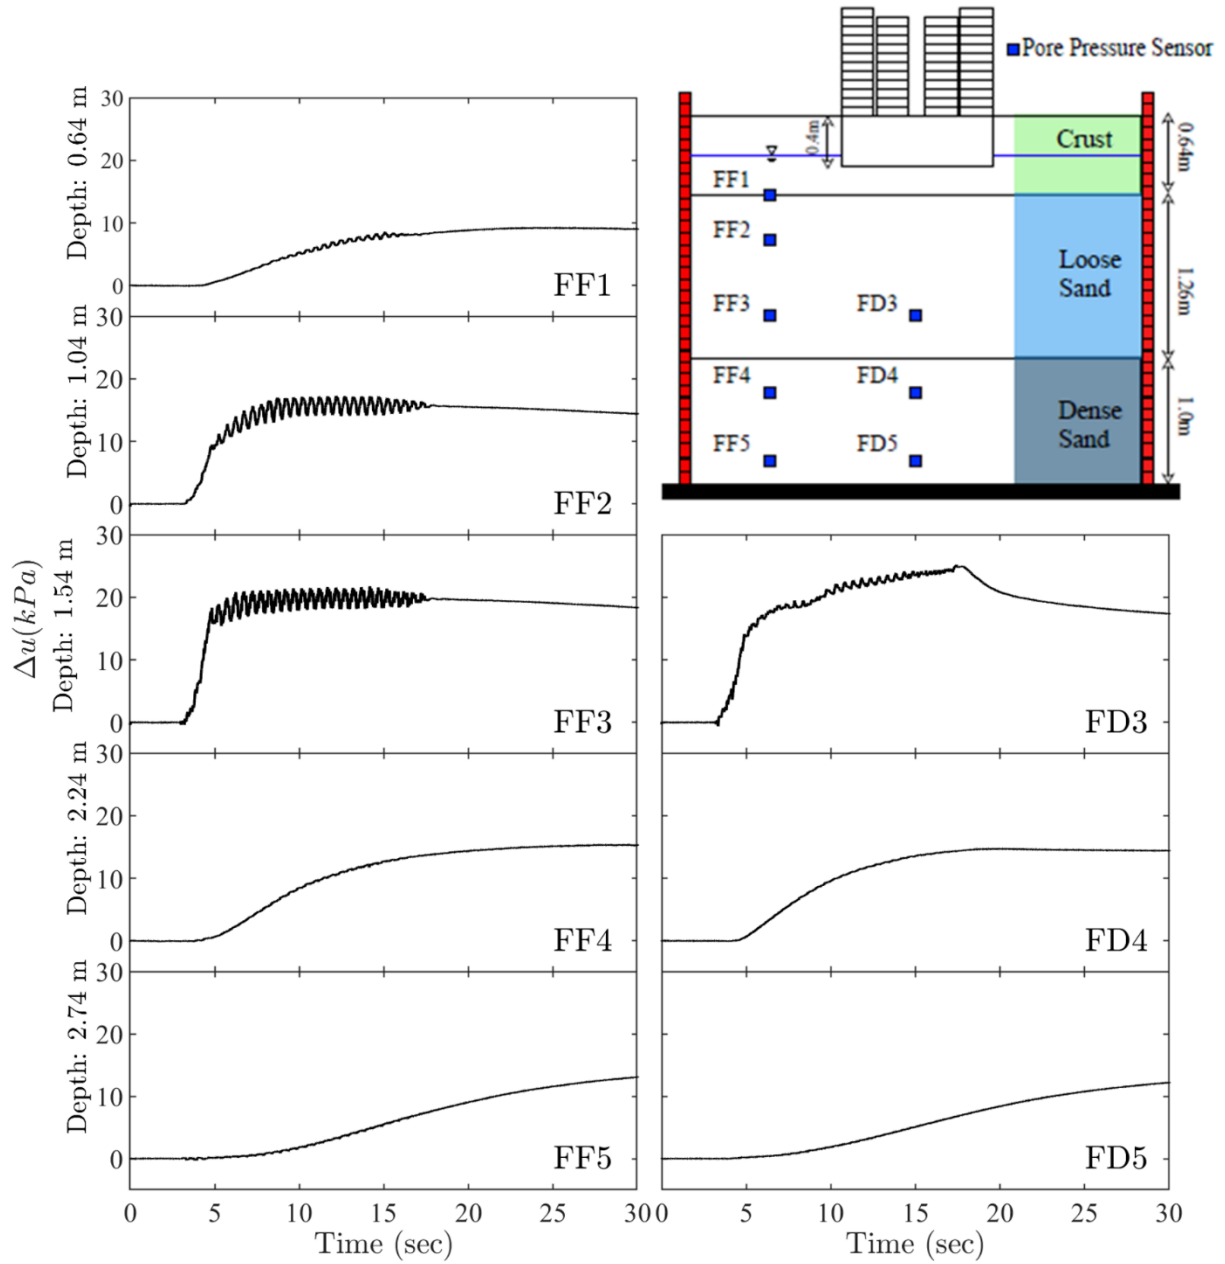 Pore Pressure Sensor
0.4m
Crust
0.64m
FF1
FF2
Loose
Sand
1.26m
FF3
FD3
FF4
FD4
Dense
Sand
1.0m
FF5
FD5
Δu(kPa)
Depth: 0.64 m
30
20
10
0
FF1
Depth: 1.04 m
30
20
10
0
FF2
Depth: 1.54 m
30
20
10
0
FF3
FD3
Depth: 2.24 m
30
20
10
0
FF4
FD4
Depth: 2.74 m
30
20
10
0
FF5
FD5
0 5 10 15 20 25 30
Time (sec)
0 5 10 15 20 25 30
Time (sec)